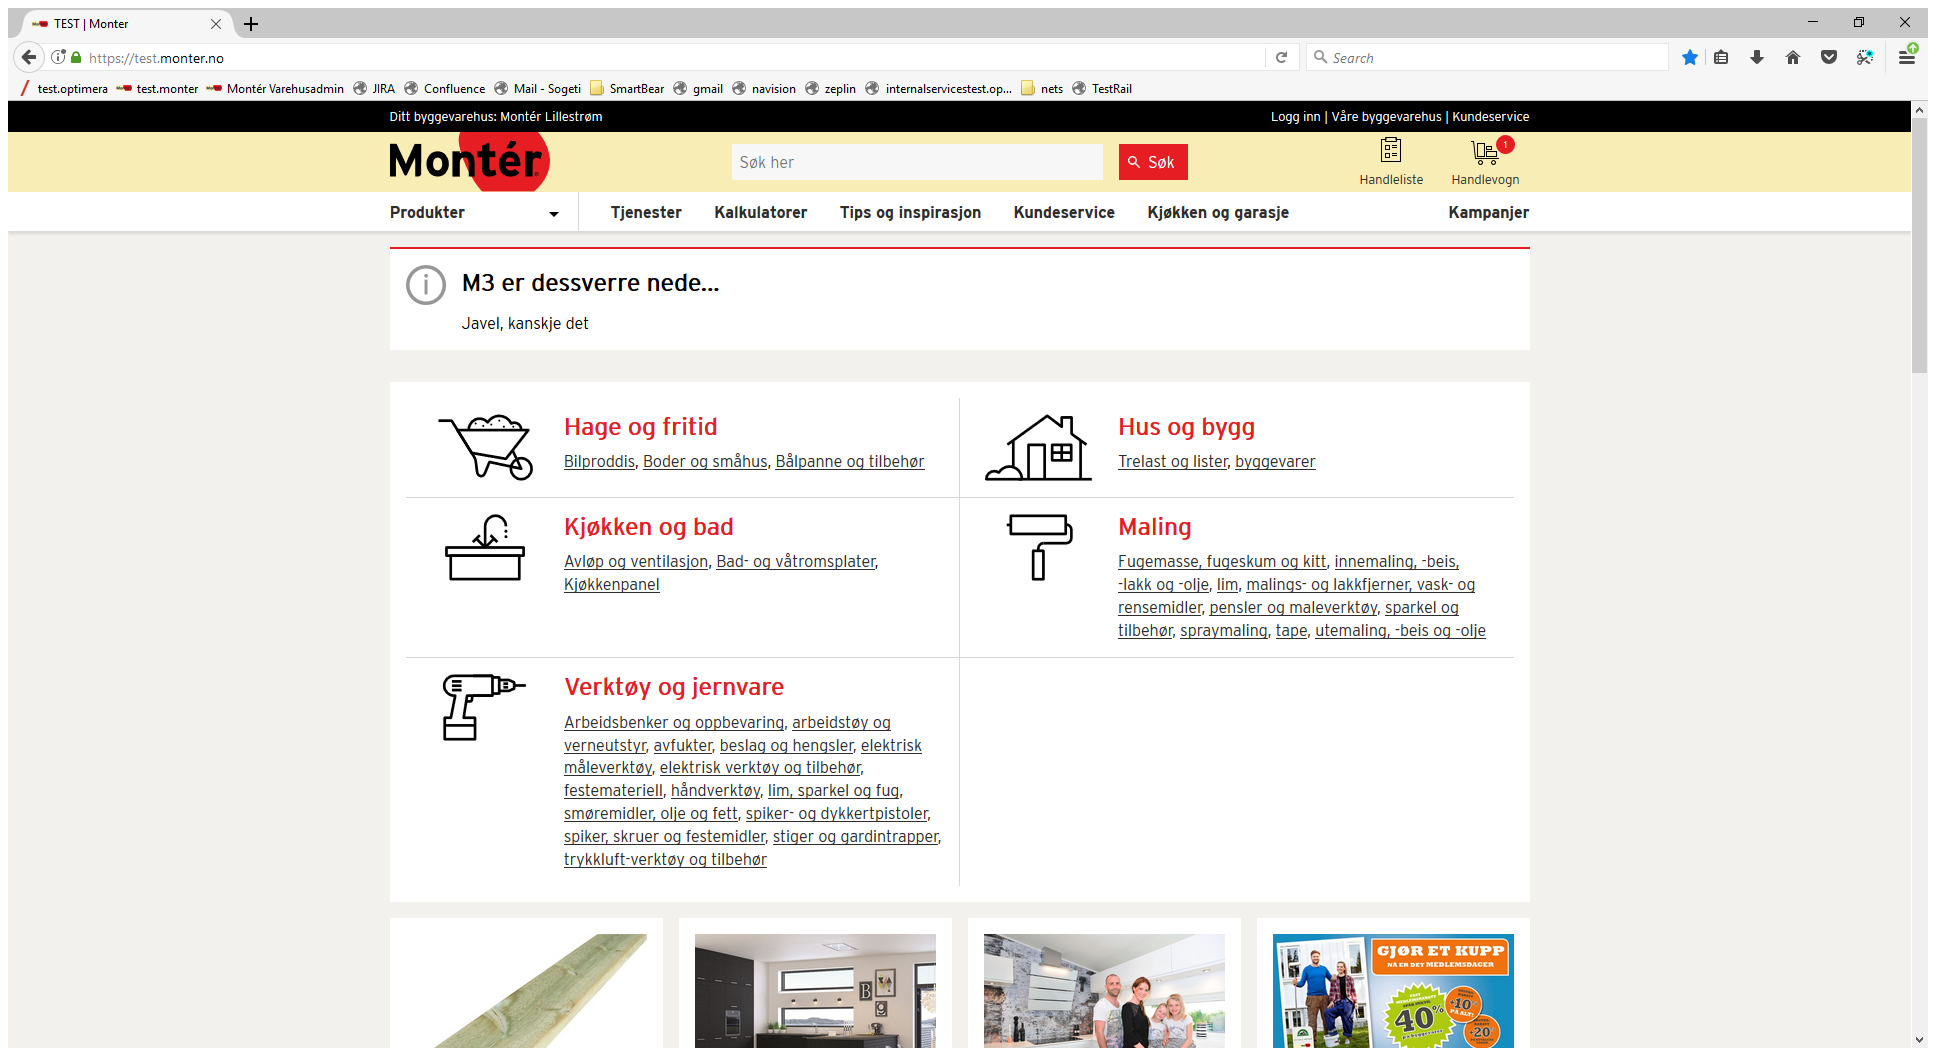 TEST | Monter
https://test.monter.no
Search
test.optimera test.monter Montér Varehusadmin JIRA Confluence Mail - Sogeti SmartBear gmail navision zeplin internalservicestest.op... nets TestRail
Ditt byggevarehus: Montér Lillestrøm
Logg inn | Våre byggevarehus | Kundeservice
Montér
Søk her
Søk
1
Handleliste Handlevogn
Produkter Tjenester Kalkulatorer Tips og inspirasjon Kundeservice Kjøkken og garasje Kampanjer
M3 er dessverre nede...
Javel, kanskje det
Hage og fritid
Bilproddis, Boder og småhus, Bålpanne og tilbehør
Hus og bygg
Trelast og lister, byggevarer
Kjøkken og bad
Avløp og ventilasjon, Bad- og våtromsplater,
Kjøkkenpanel
Maling
Fugemasse, fugeskum og kitt, innemaling, -beis,
-lakk og -olje, lim, malings- og lakkfjerner, vask- og
rensemidler, pensler og maleverktøy, sparkel og
tilbehør, spraymaling, tape, utemaling, -beis og -olje
Verktøy og jernvare
Arbeidsbenker og oppbevaring, arbeidstøy og
verneutstyr, avfukter, beslag og hengsler, elektrisk
måleverktøy, elektrisk verktøy og tilbehør,
festemateriell, håndverktøy, lim, sparkel og fug,
smøremidler, olje og fett, spiker- og dykkertpistoler,
spiker, skruer og festemidler, stiger og gardintrapper,
trykkluft-verktøy og tilbehør
B
g
GJØR ET KUPP
NÅ ER DET MEDLEMSDAGER
40%
+10%
PÅ ALT!
+20%